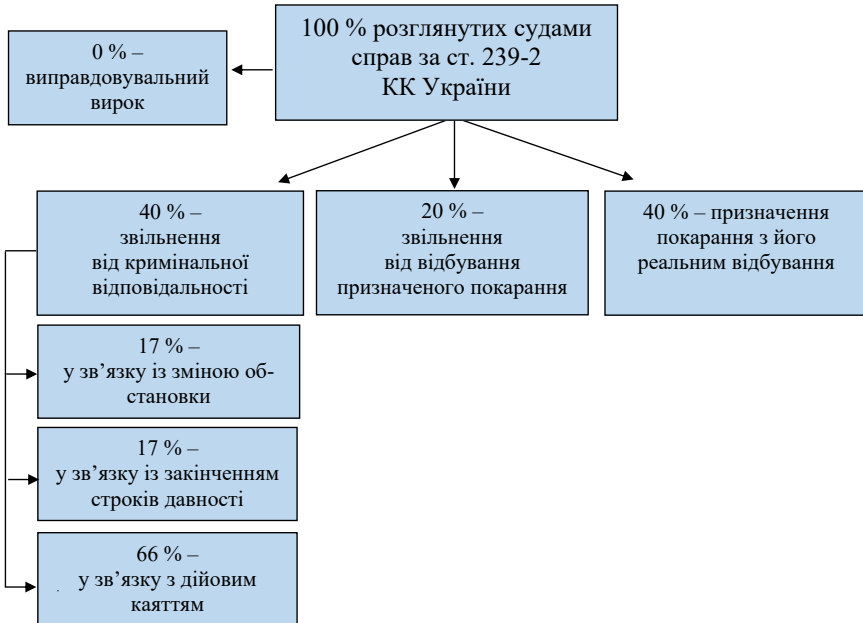 100 % розглянутих судами
справ за ст. 239-2
КК України
0 % –
виправдовувальний
вирок
40 % –
звільнення
від кримінальної
відповідальності
20 % –
звільнення
від відбування
призначеного покарання
40 % – призначення
покарання з його
реальним відбування
17 % –
у зв’язку із зміною об-
становки
17 % –
у зв’язку із закінченням
строків давності
66 % –
у зв’язку з дійовим
каяттям